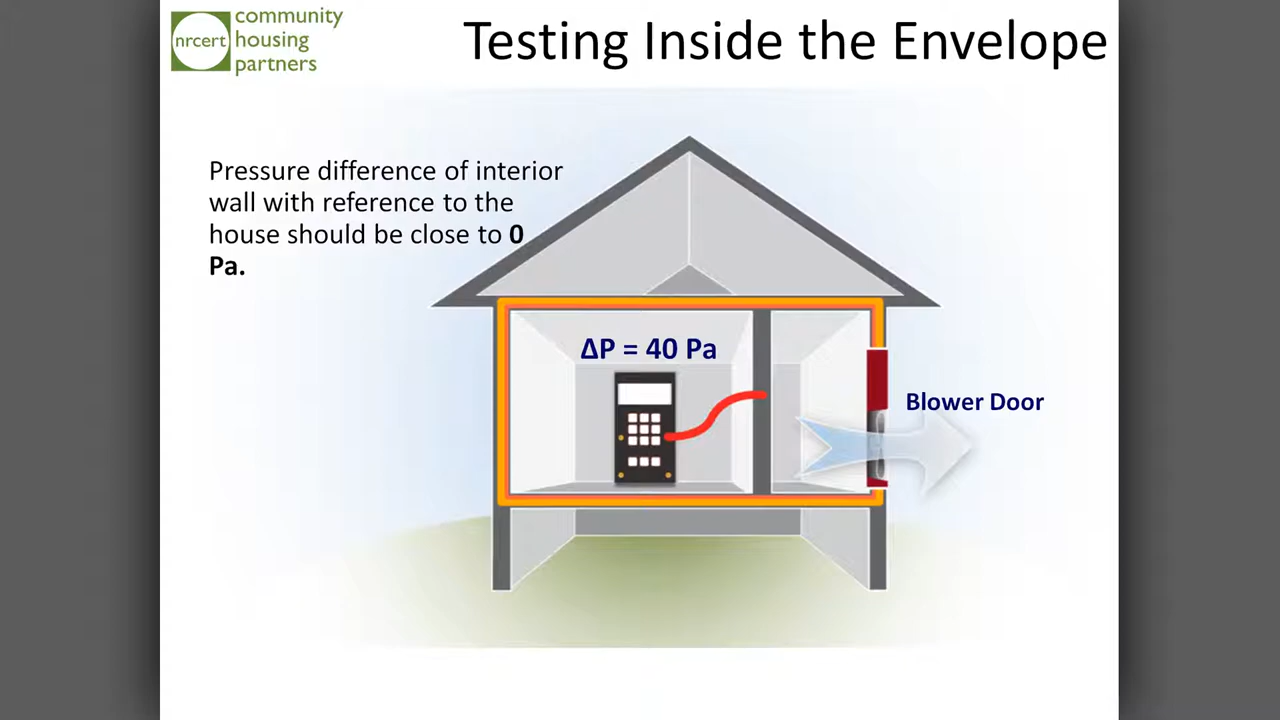 nrcert
community
housing
partners
Testing Inside the Envelope
Pressure difference of interior
wall with reference to the
house should be close to 0
Pa.
ΔP = 40 Pa
Blower Door